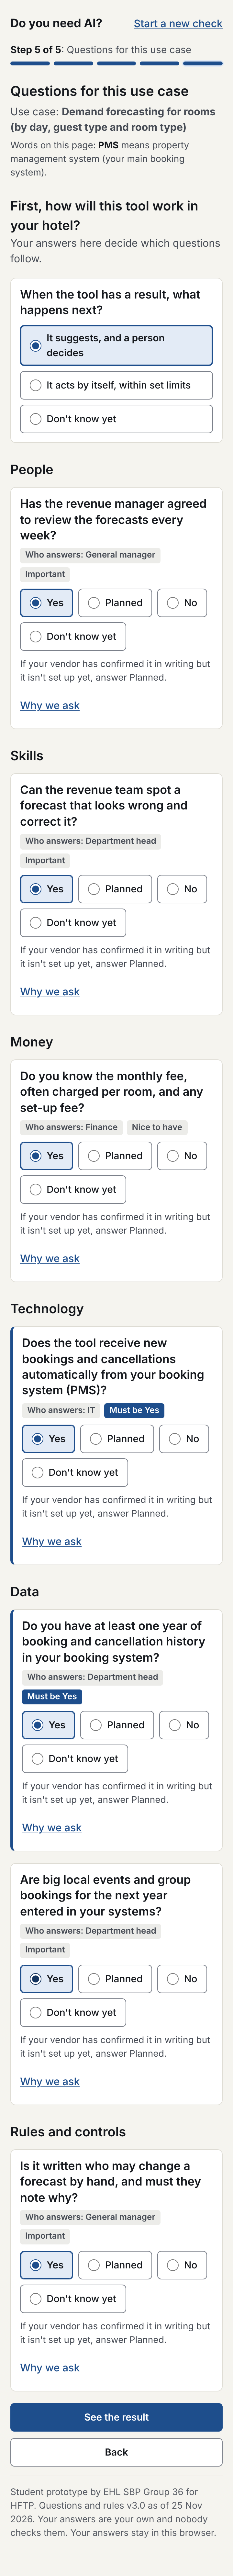 Do you need AI?
Start a new check
Step 5 of 5: Questions for this use case
Questions for this use case
Use case: Demand forecasting for rooms
(by day, guest type and room type)
Words on this page: PMS means property
management system (your main booking
system).
First, how will this tool work in
your hotel?
Your answers here decide which questions
follow.
When the tool has a result, what
happens next?
It suggests, and a person
decides
It acts by itself, within set limits
Don't know yet
People
Has the revenue manager agreed
to review the forecasts every
week?
Who answers: General manager
Important
Yes
Planned
No
Don't know yet
If your vendor has confirmed it in writing but
it isn't set up yet, answer Planned.
Why we ask
Skills
Can the revenue team spot a
forecast that looks wrong and
correct it?
Who answers: Department head
Important
Yes
Planned
No
Don't know yet
If your vendor has confirmed it in writing but
it isn't set up yet, answer Planned.
Why we ask
Money
Do you know the monthly fee,
often charged per room, and any
set-up fee?
Who answers: Finance
Nice to have
Yes
Planned
No
Don't know yet
If your vendor has confirmed it in writing but
it isn't set up yet, answer Planned.
Why we ask
Technology
Does the tool receive new
bookings and cancellations
automatically from your booking
system (PMS)?
Who answers: IT
Must be Yes
Yes
Planned
No
Don't know yet
If your vendor has confirmed it in writing but
it isn't set up yet, answer Planned.
Why we ask
Data
Do you have at least one year of
booking and cancellation history
in your booking system?
Who answers: Department head
Must be Yes
Yes
Planned
No
Don't know yet
If your vendor has confirmed it in writing but
it isn't set up yet, answer Planned.
Why we ask
Are big local events and group
bookings for the next year
entered in your systems?
Who answers: Department head
Important
Yes
Planned
No
Don't know yet
If your vendor has confirmed it in writing but
it isn't set up yet, answer Planned.
Why we ask
Rules and controls
Is it written who may change a
forecast by hand, and must they
note why?
Who answers: General manager
Important
Yes
Planned
No
Don't know yet
If your vendor has confirmed it in writing but
it isn't set up yet, answer Planned.
Why we ask
See the result
Back
Student prototype by EHL SBP Group 36 for
HFTP. Questions and rules v3.0 as of 25 Nov
2026. Your answers are your own and nobody
checks them. Your answers stay in this browser.